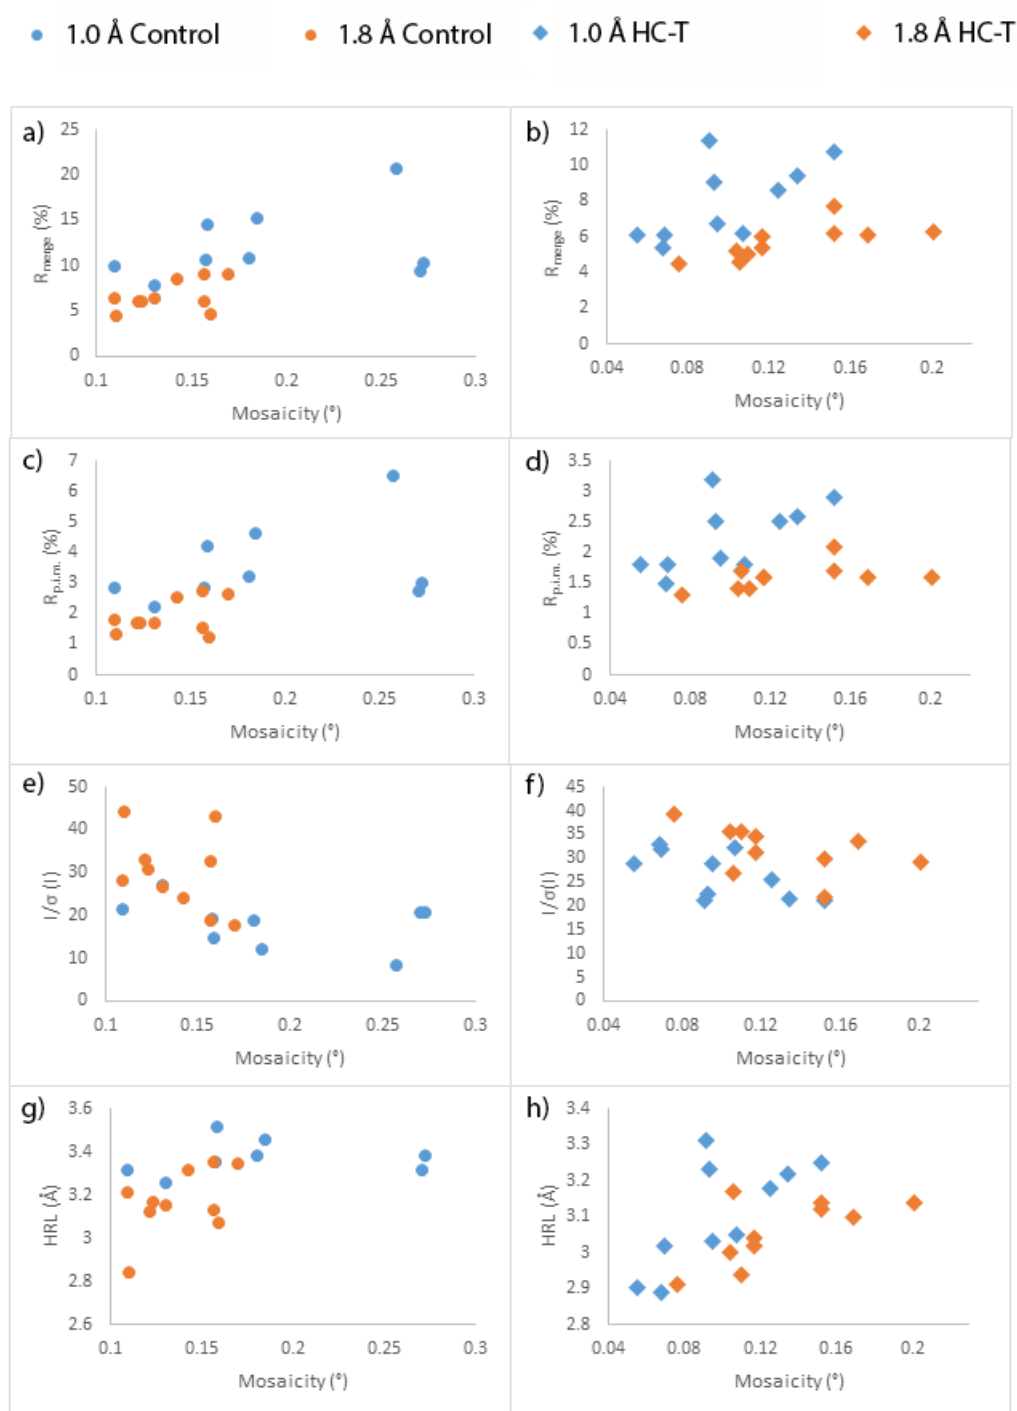 1.0 Å Control 1.8 Å Control 1.0 Å HC-T 1.8 Å HC-T
a)
25
20
15
10
5
0
R merge (%)
0.1 0.15 0.2 0.25 0.3
Mosaicity (°)
b)
12
10
8
6
4
2
0
R merge (%)
0.04 0.08 0.12 0.16 0.2
Mosaicity (°)
c)
7
6
5
4
3
2
1
0
R p.i.m. (%)
0.1 0.15 0.2 0.25 0.3
Mosaicity (°)
d)
3.5
3
2.5
2
1.5
1
0.5
0
R p.i.m. (%)
0.04 0.08 0.12 0.16 0.2
Mosaicity (°)
e)
50
40
30
20
10
0
I/σ (I)
0.1 0.15 0.2 0.25 0.3
Mosaicity (°)
f)
45
40
35
30
25
20
15
10
5
0
I/σ(I)
0.04 0.08 0.12 0.16 0.2
Mosaicity (°)
g)
3.6
3.4
3.2
3
2.8
2.6
HRL (Å)
0.1 0.15 0.2 0.25 0.3
Mosaicity (°)
h)
3.4
3.3
3.2
3.1
3
2.9
2.8
HRL (Å)
0.04 0.08 0.12 0.16 0.2
Mosaicity (°)